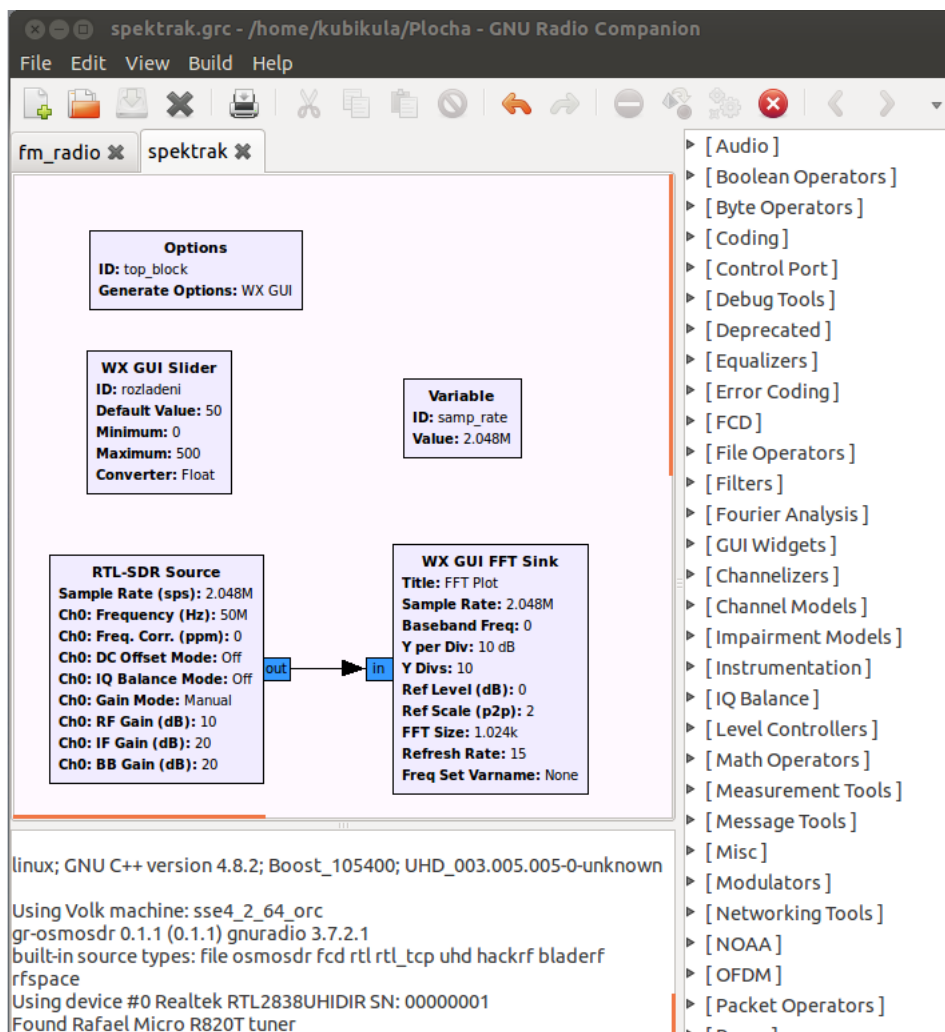 spektrak.grc - /home/kubikula/Plocha - GNU Radio Companion
File Edit View Build Help
fm_radio
spektrak
Options
ID: top_block
Generate Options: WX GUI
WX GUI Slider
ID: rozladeni
Default Value: 50
Minimum: 0
Maximum: 500
Converter: Float
Variable
ID: samp_rate
Value: 2.048M
RTL-SDR Source
Sample Rate (sps): 2.048M
Ch0: Frequency (Hz): 50M
Ch0: Freq. Corr. (ppm): 0
Ch0: DC Offset Mode: Off
Ch0: IQ Balance Mode: Off
Ch0: Gain Mode: Manual
Ch0: RF Gain (dB): 10
Ch0: IF Gain (dB): 20
Ch0: BB Gain (dB): 20
out
in
WX GUI FFT Sink
Title: FFT Plot
Sample Rate: 2.048M
Baseband Freq: 0
Y per Div: 10 dB
Y Divs: 10
Ref Level (dB): 0
Ref Scale (p2p): 2
FFT Size: 1.024k
Refresh Rate: 15
Freq Set Varname: None
linux; GNU C++ version 4.8.2; Boost_105400; UHD_003.005.005-0-unknown
Using Volk machine: sse4_2_64_orc
gr-osmosdr 0.1.1 (0.1.1) gnuradio 3.7.2.1
built-in source types: file osmosdr fcd rtl rtl_tcp uhd hackrf bladerf
rfspace
Using device #0 Realtek RTL2838UHIDIR SN: 00000001
Found Rafael Micro R820T tuner
[ Audio ]
[ Boolean Operators ]
[ Byte Operators ]
[ Coding ]
[ Control Port ]
[ Debug Tools ]
[ Deprecated ]
[ Equalizers ]
[ Error Coding ]
[ FCD ]
[ File Operators ]
[ Filters ]
[ Fourier Analysis ]
[ GUI Widgets ]
[ Channelizers ]
[ Channel Models ]
[ Impairment Models ]
[ Instrumentation ]
[ IQ Balance ]
[ Level Controllers ]
[ Math Operators ]
[ Measurement Tools ]
[ Message Tools ]
[ Misc ]
[ Modulators ]
[ Networking Tools ]
[ NOAA ]
[ OFDM ]
[ Packet Operators ]